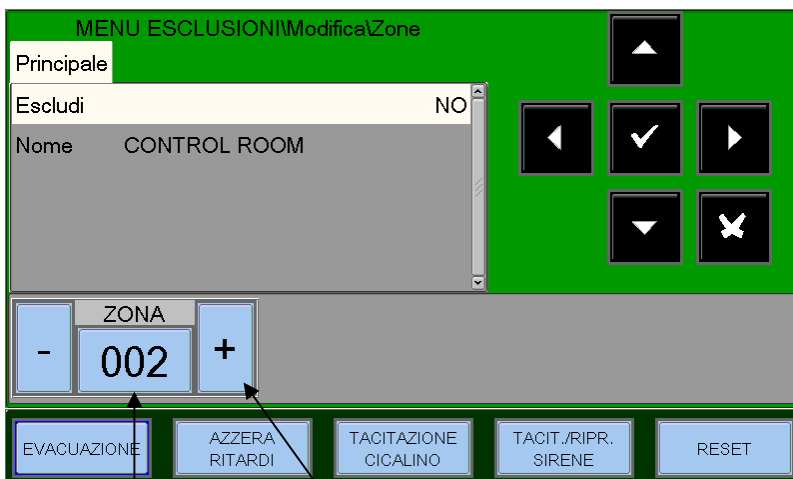 MENU ESCLUSIONI\Modifica\Zone
Principale
Escludi NO
Nome CONTROL ROOM
ZONA
- 002 +
EVACUAZIONE
AZZERA
RITARDI
TACITAZIONE
CICALINO
TACIT./RIPR.
SIRENE
RESET